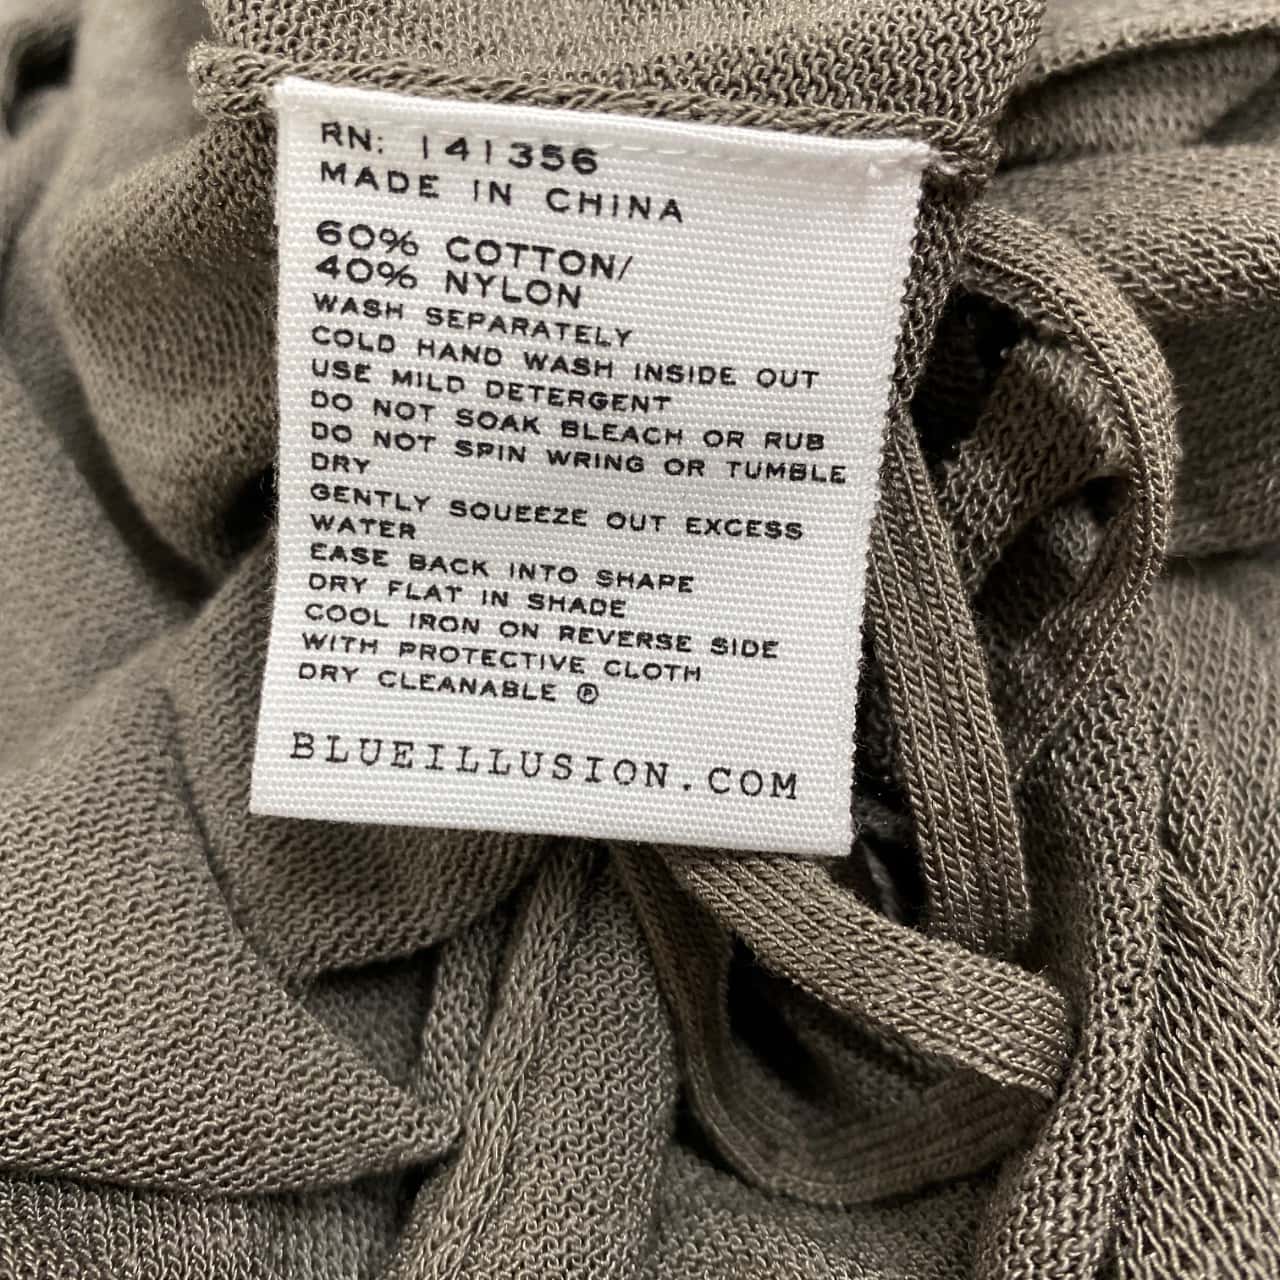 RN: 141356
MADE IN CHINA
60% COTTON/
40% NYLON
WASH SEPARATELY
COLD HAND WASH INSIDE OUT
USE MILD DETERGENT
DO NOT SOAK BLEACH OR RUB
DO NOT SPIN WRING OR TUMBLE
DRY
GENTLY SQUEEZE OUT EXCESS
WATER
EASE BACK INTO SHAPE
DRY FLAT IN SHADE
COOL IRON ON REVERSE SIDE
WITH PROTECTIVE CLOTH
DRY CLEANABLE Ⓟ
BLUEILLUSION.COM